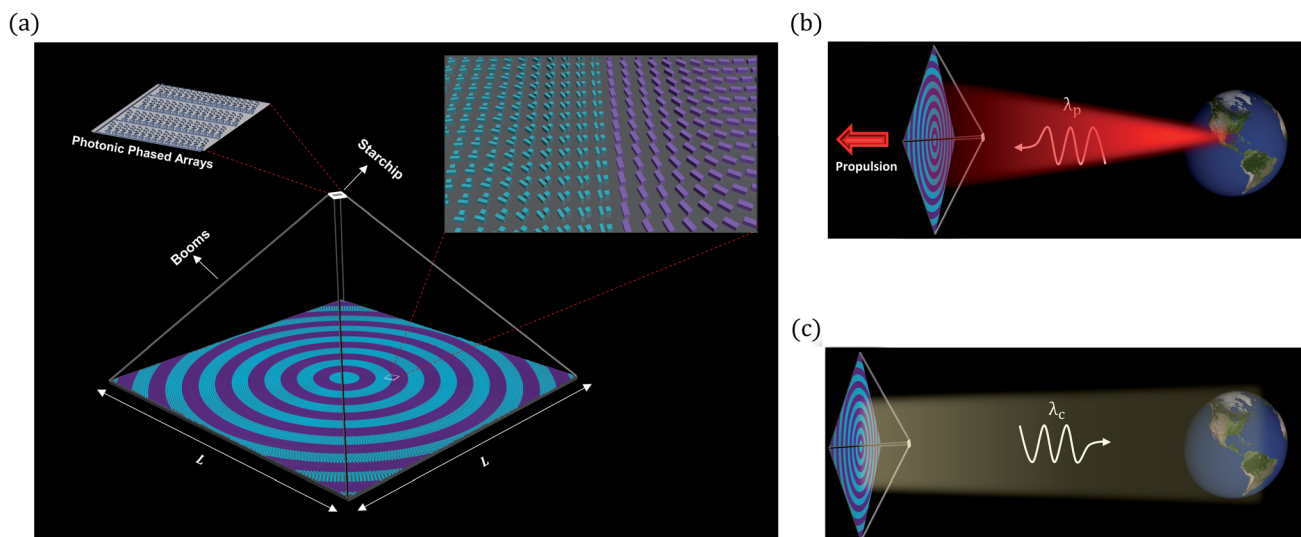 (a)
Photonic Phased Arrays
Starchip
Booms
L
L
(b)
λp
Propulsion
(c)
λc